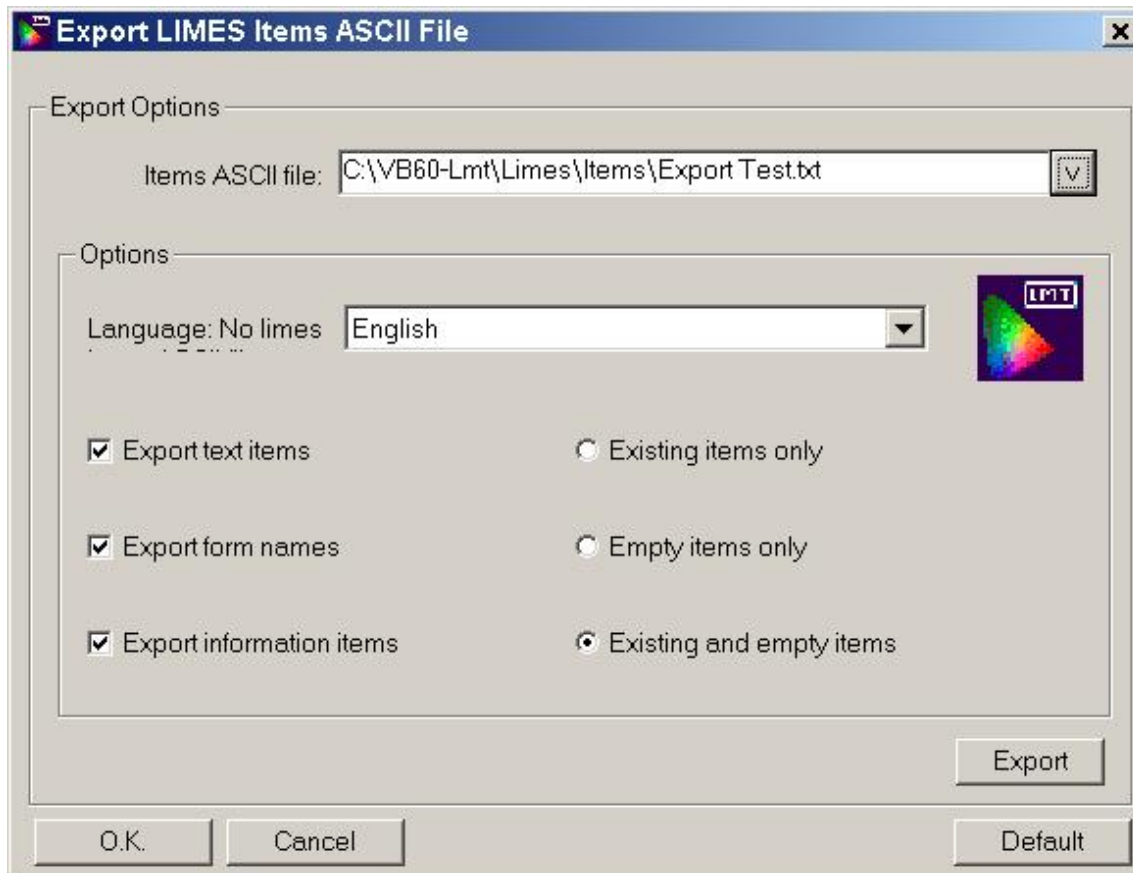 Export LIMES Items ASCII File
Export Options
Items ASCII file: C:\VB60-Lmt\Limes\Items\Export Test.txt v
Options
LMT
Language: No limes English
Export text items Existing items only
Export form names Empty items only
Export information items Existing and empty items
Export
O.K. Cancel Default